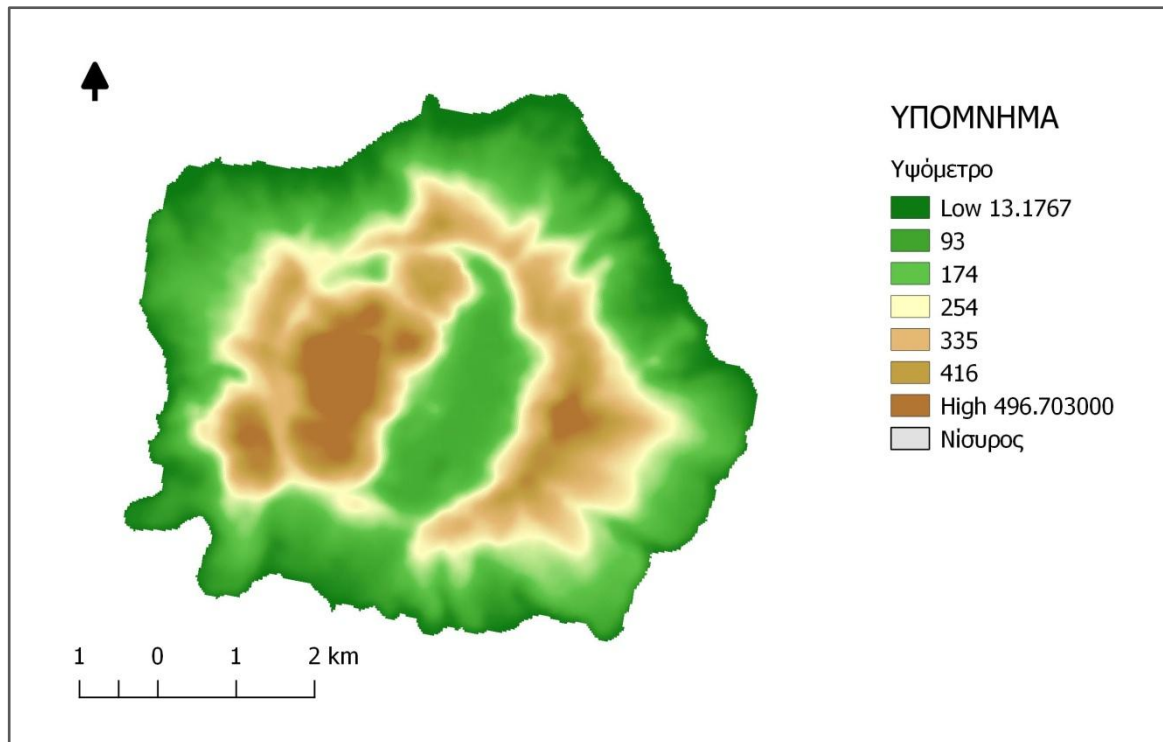 ΥΠΟΜΝΗΜΑ
Υψόμετρο
Low 13.1767
93
174
254
335
416
High 496.703000
Νίσυρος
1 0 1 2 km